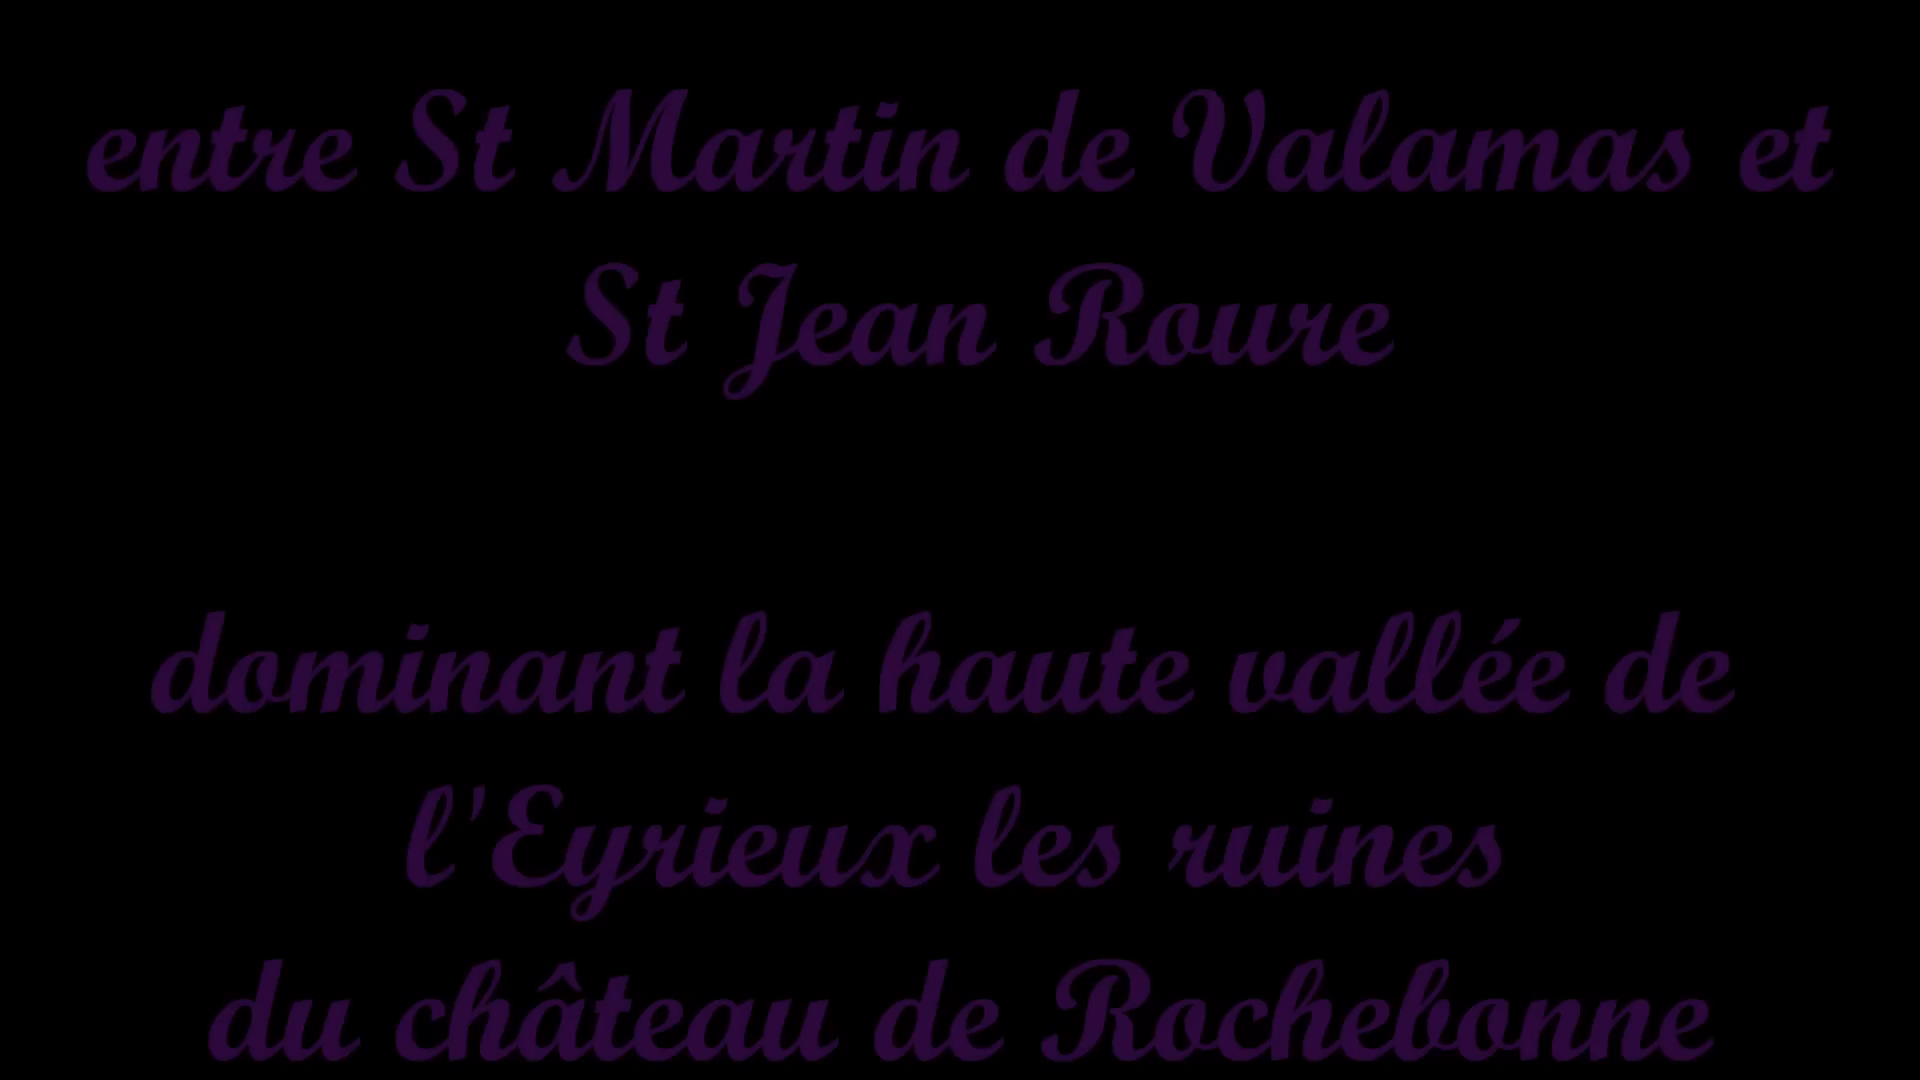 entre St Martin de Valamas et
St Jean Roure
dominant la haute vallée de
l'Eyrieux les ruines
du château de Rochebonne